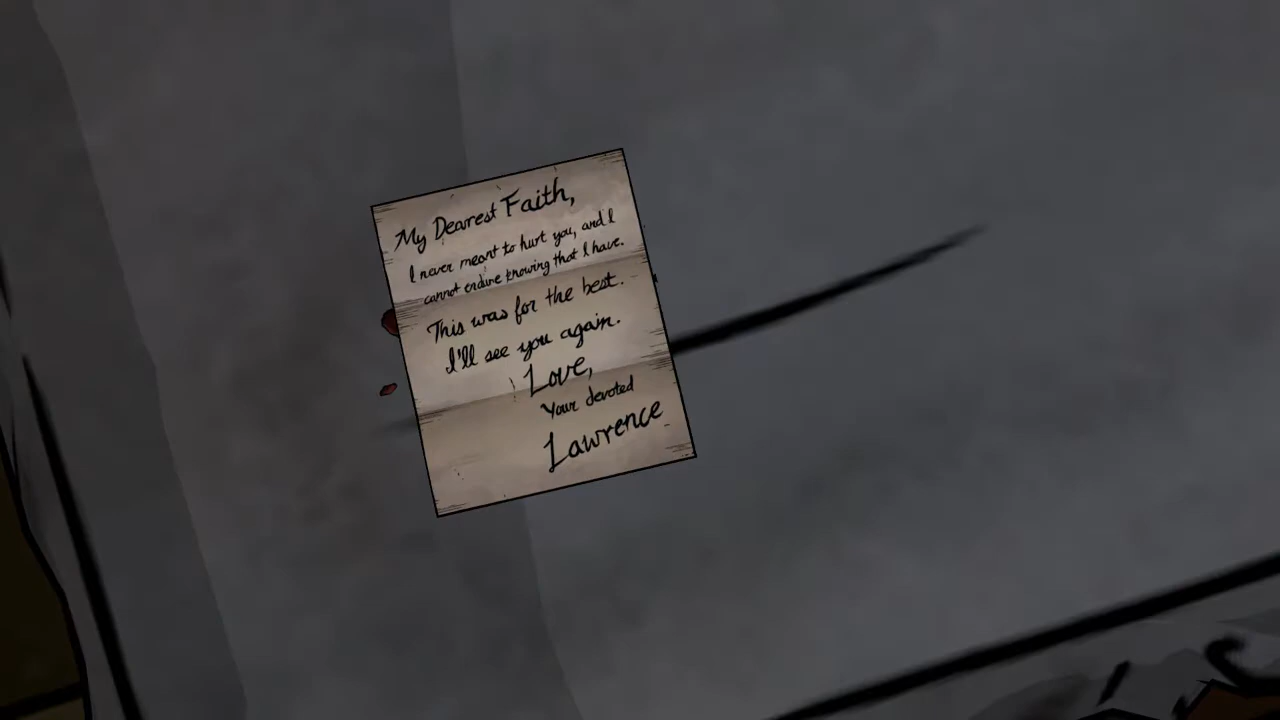 My Dearest Faith,
I never meant to hurt you, and I
cannot endure knowing that I have.
This was for the best.
I'll see you again.
Love,
Your devoted
Lawrence